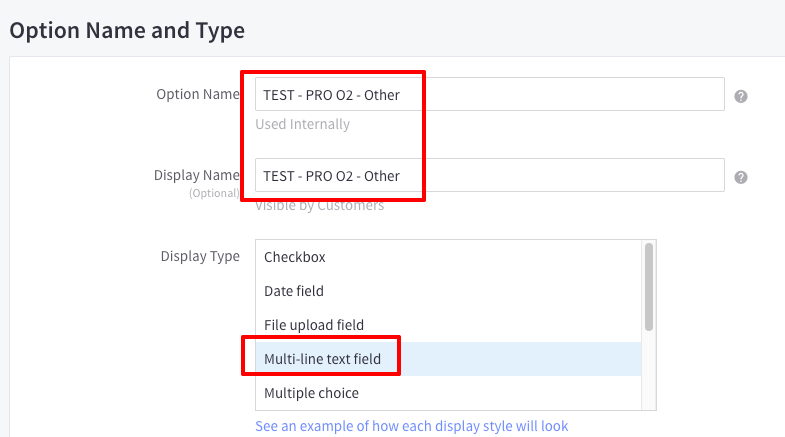 Option Name and Type
Option Name TEST - PRO O2 - Other
Used Internally
Display Name TEST - PRO O2 - Other
(Optional)
Visible by Customers
Display Type Checkbox
Date field
File upload field
Multi-line text field
Multiple choice
See an example of how each display style will look